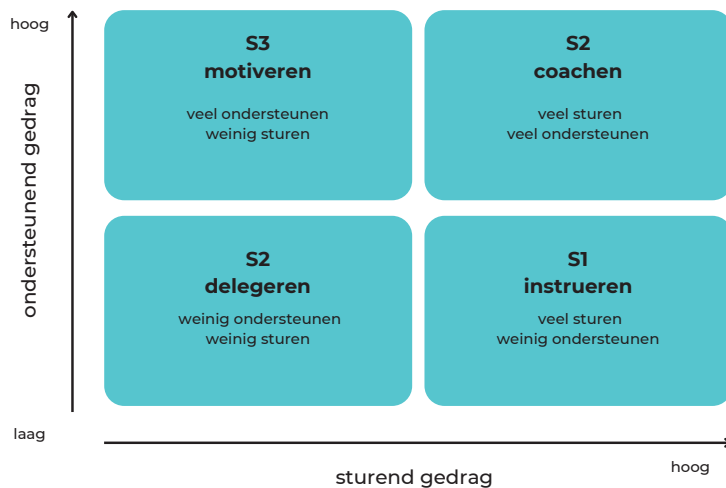 hoog
ondersteunend gedrag
laag
S3
motiveren
veel ondersteunen
weinig sturen
S2
coachen
veel sturen
veel ondersteunen
S2
delegeren
weinig ondersteunen
weinig sturen
S1
instrueren
veel sturen
weinig ondersteunen
sturend gedrag
hoog